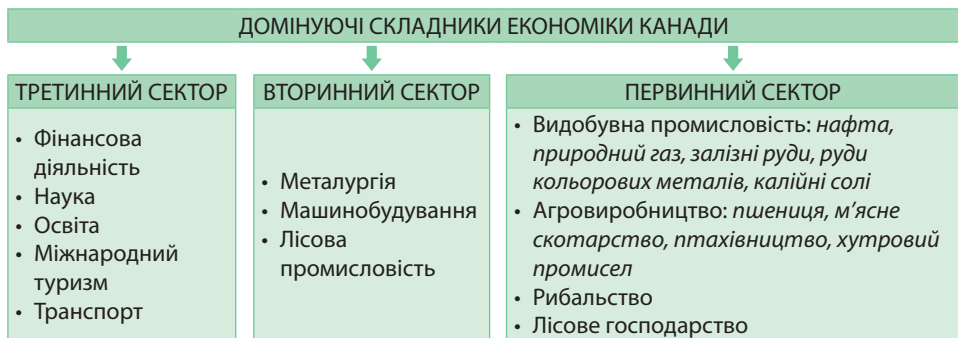 ДОМІНУЮЧІ СКЛАДНИКИ ЕКОНОМІКИ КАНАДИ
ТРЕТИННИЙ СЕКТОР
• Фінансова
діяльність
• Наука
• Освіта
• Міжнародний
туризм
• Транспорт
ВТОРИННИЙ СЕКТОР
• Металургія
• Машинобудування
• Лісова
промисловість
ПЕРВИННИЙ СЕКТОР
• Видобувна промисловість: нафта,
природний газ, залізні руди, руди
кольорових металів, калійні солі
• Агровиробництво: пшениця, м’ясне
скотарство, птахівництво, хутровий
промисел
• Рибальство
• Лісове господарство